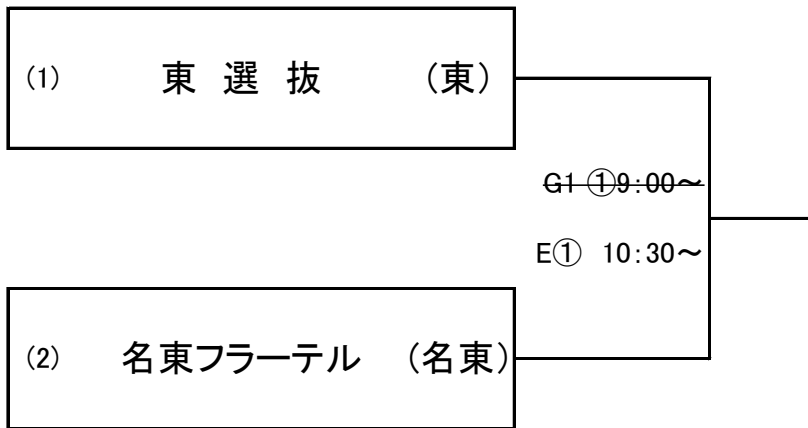 (1) 東 選 抜 (東)
G1 ①9:00～
E① 10:30～
(2) 名東フラーテル (名東)